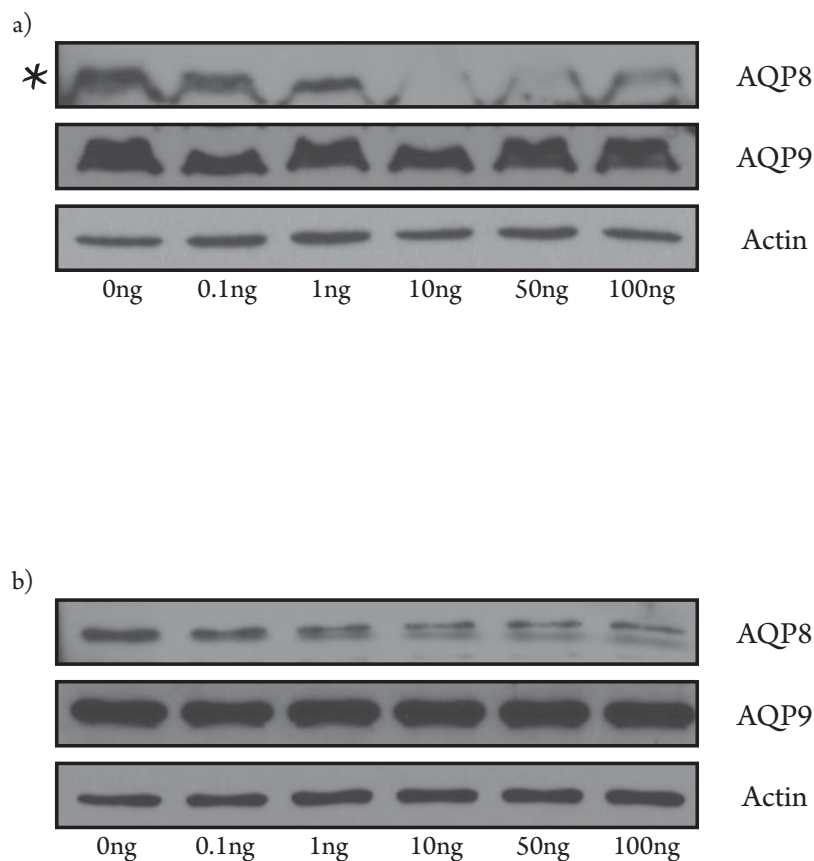 a)
* AQP8
AQP9
Actin
0ng 0.1ng 1ng 10ng 50ng 100ng
b)
AQP8
AQP9
Actin
0ng 0.1ng 1ng 10ng 50ng 100ng